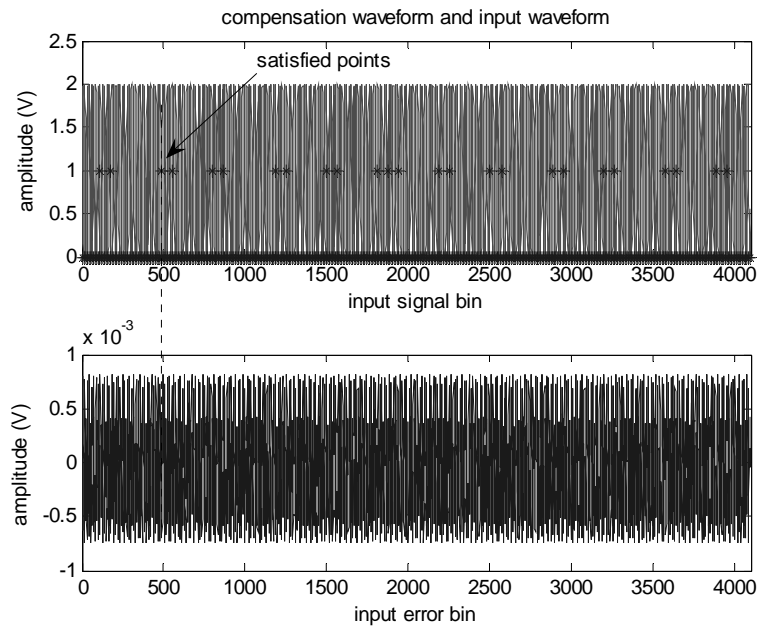 compensation waveform and input waveform
2.5
satisfied points
2
1.5
1
0.5
0
amplitude (V)
0 500 1000 1500 2000 2500 3000 3500 4000
input signal bin
x 10^-3
1
0.5
0
-0.5
-1
amplitude (V)
0 500 1000 1500 2000 2500 3000 3500 4000
input error bin